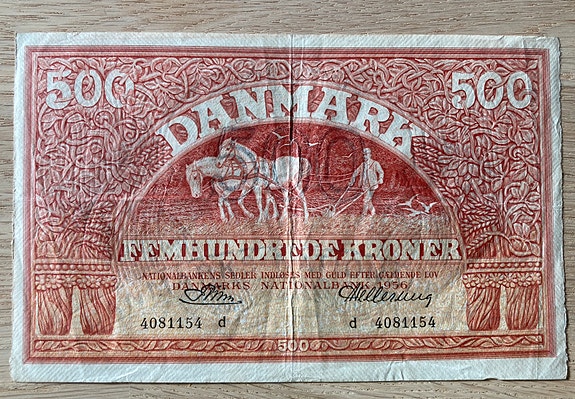 500 500
DANMARK
FEMHUNDREDE KRONER
NATIONALBANKENS SEDLER INDLØSES MED GULD EFTER GÆLDENDE LOV
DANMARKS NATIONALBANK 1956
4081154 d d 4081154
500